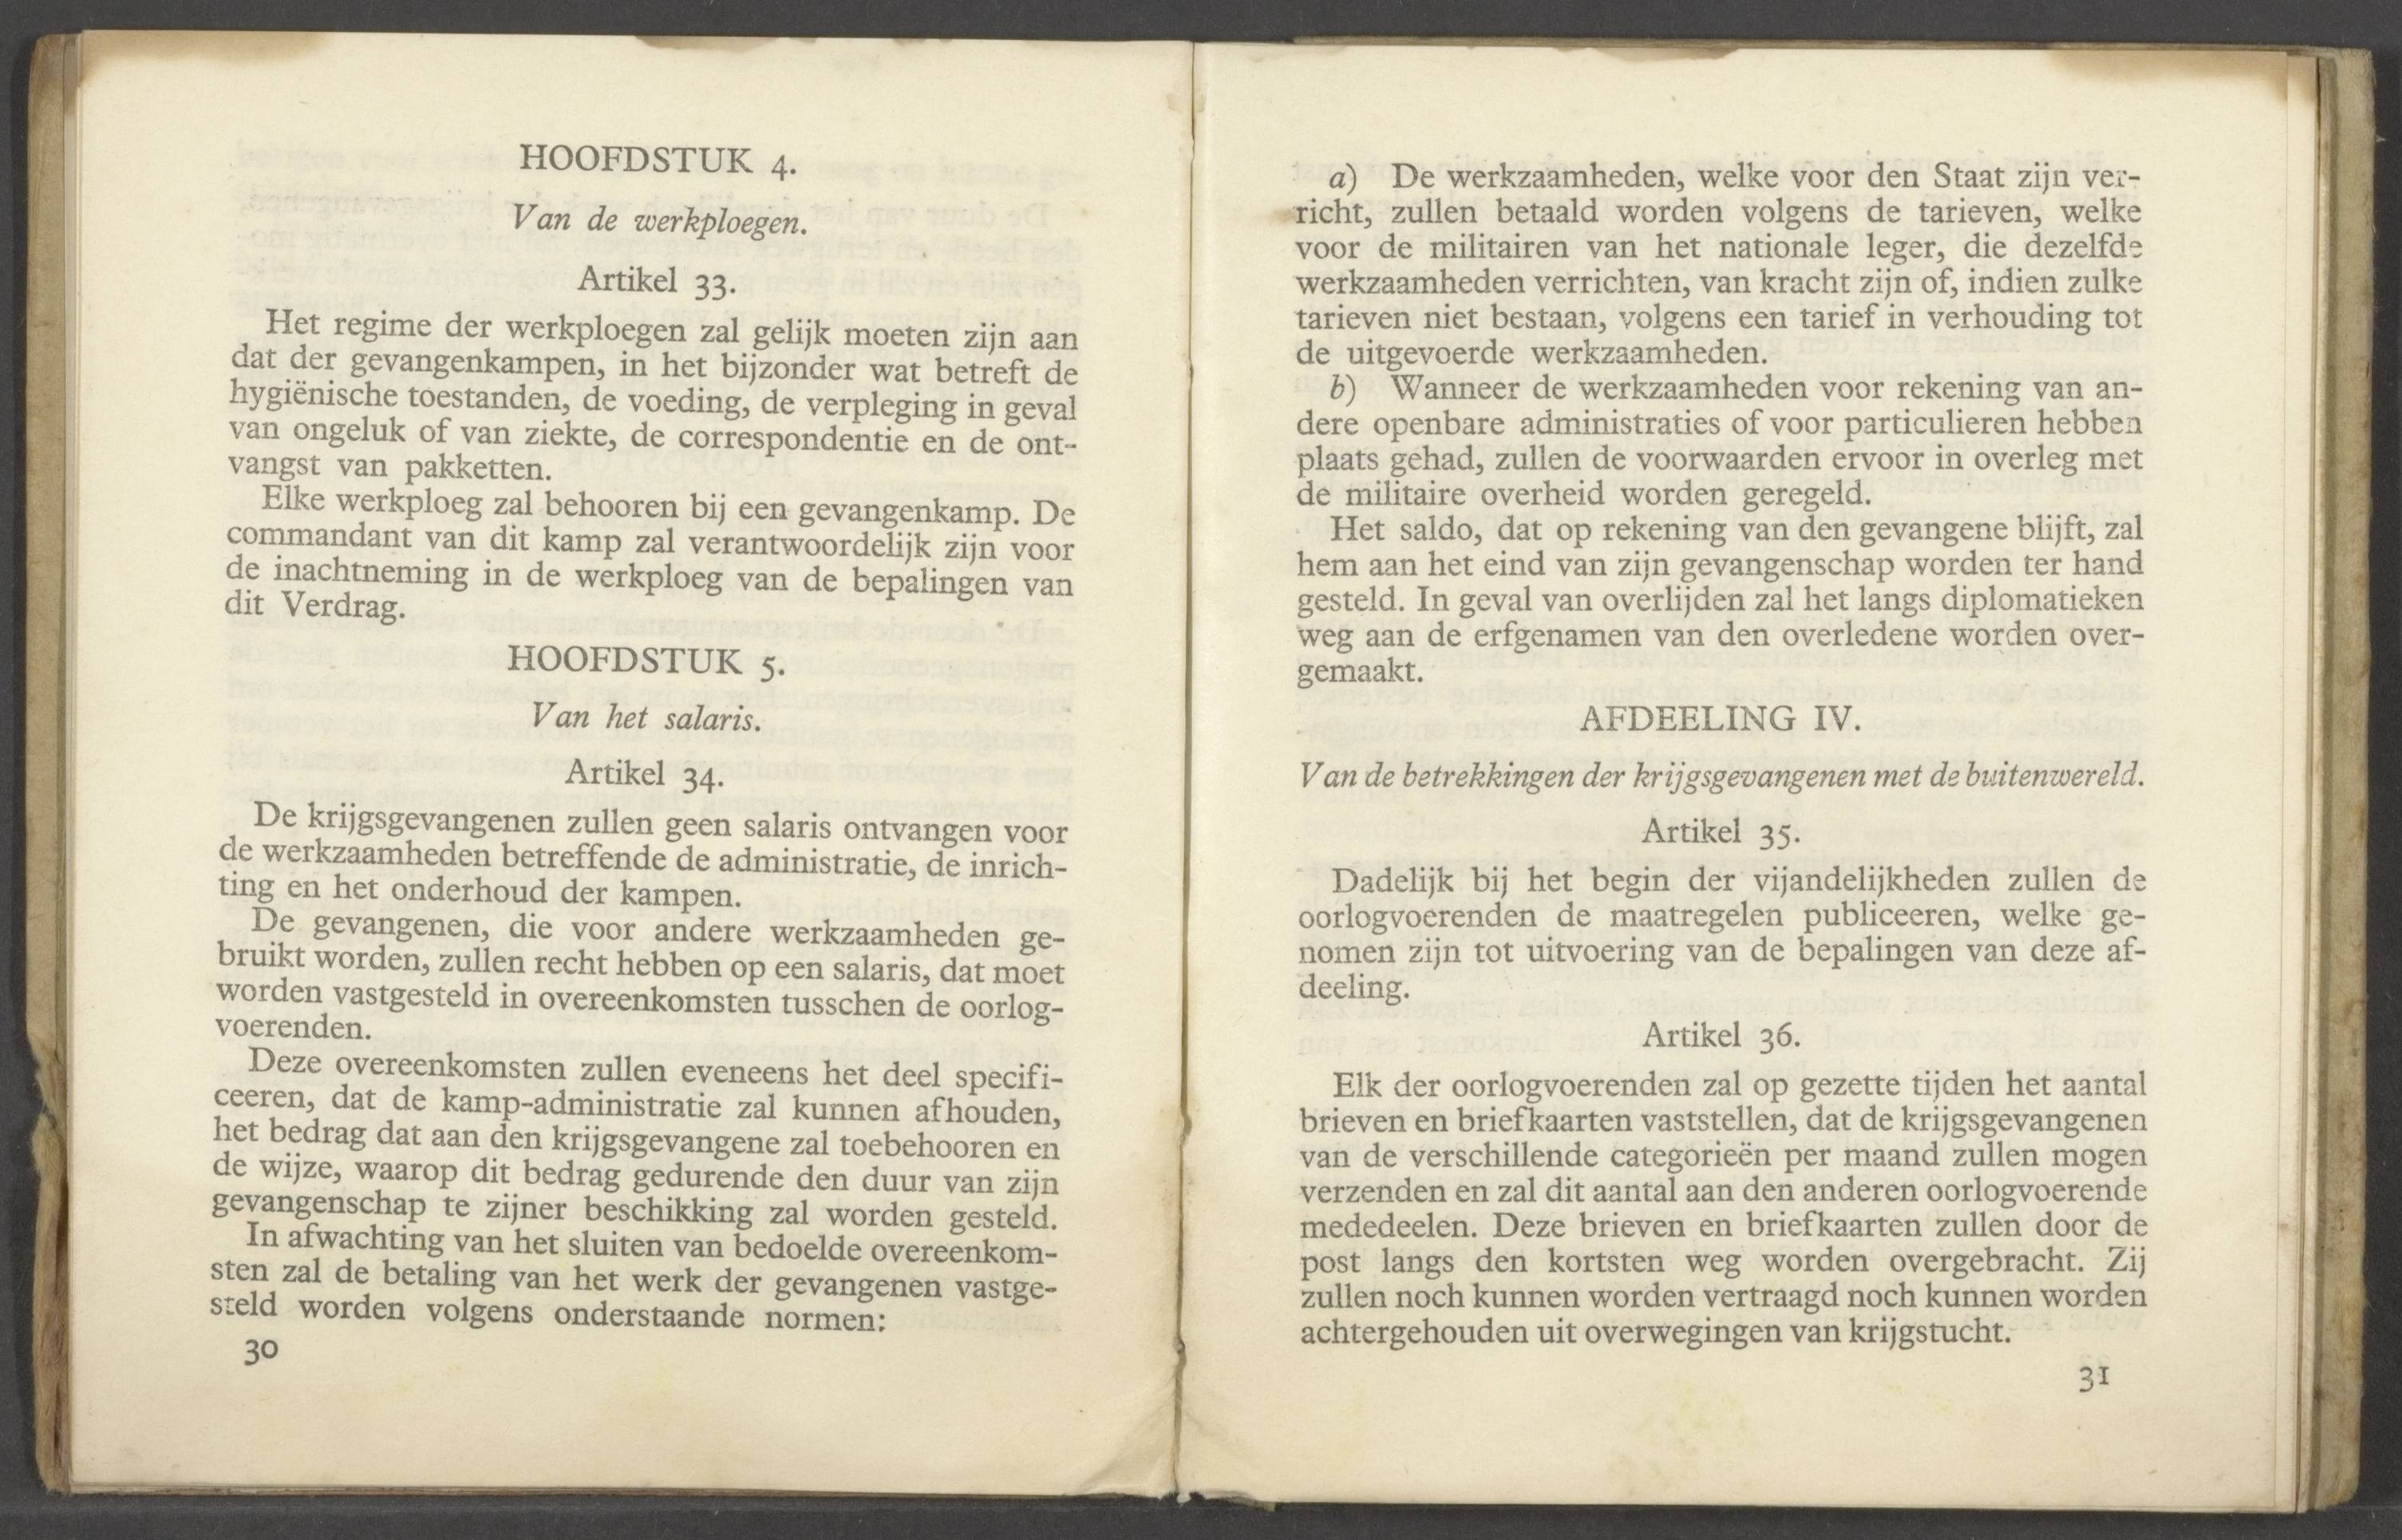 HOOFDSTUK 4.
Van de werkploegen.
Artikel 33.
Het regime der werkploegen zal gelijk moeten zijn aan
dat der gevangenkampen, in het bijzonder wat betreft de
hygiënische toestanden, de voeding, de verpleging in geval
van ongeluk of van ziekte, de correspondentie en de ont-
vangst van pakketten.
Elke werkploeg zal behooren bij een gevangenkamp. De
commandant van dit kamp zal verantwoordelijk zijn voor
de inachtneming in de werkploeg van de bepalingen van
dit Verdrag.
HOOFDSTUK 5.
Van het salaris.
Artikel 34.
De krijgsgevangenen zullen geen salaris ontvangen voor
de werkzaamheden betreffende de administratie, de inrich-
ting en het onderhoud der kampen.
De gevangenen, die voor andere werkzaamheden ge-
bruikt worden, zullen recht hebben op een salaris, dat moet
worden vastgesteld in overeenkomsten tusschen de oorlog-
voerenden.
Deze overeenkomsten zullen eveneens het deel specifi-
ceeren, dat de kamp-administratie zal kunnen afhouden,
het bedrag dat aan den krijgsgevangene zal toebehooren en
de wijze, waarop dit bedrag gedurende den duur van zijn
gevangenschap te zijner beschikking zal worden gesteld.
In afwachting van het sluiten van bedoelde overeenkom-
sten zal de betaling van het werk der gevangenen vastge-
steld worden volgens onderstaande normen:
30
a) De werkzaamheden, welke voor den Staat zijn ver-
richt, zullen betaald worden volgens de tarieven, welke
voor de militairen van het nationale leger, die dezelfde
werkzaamheden verrichten, van kracht zijn of, indien zulke
tarieven niet bestaan, volgens een tarief in verhouding tot
de uitgevoerde werkzaamheden.
b) Wanneer de werkzaamheden voor rekening van an-
dere openbare administraties of voor particulieren hebben
plaats gehad, zullen de voorwaarden ervoor in overleg met
de militaire overheid worden geregeld.
Het saldo, dat op rekening van den gevangene blijft, zal
hem aan het eind van zijn gevangenschap worden ter hand
gesteld. In geval van overlijden zal het langs diplomatieken
weg aan de erfgenamen van den overledene worden over-
gemaakt.
AFDEELING IV.
Van de betrekkingen der krijgsgevangenen met de buitenwereld.
Artikel 35.
Dadelijk bij het begin der vijandelijkheden zullen de
oorlogvoerenden de maatregelen publiceeren, welke ge-
nomen zijn tot uitvoering van de bepalingen van deze af-
deeling.
Artikel 36.
Elk der oorlogvoerenden zal op gezette tijden het aantal
brieven en briefkaarten vaststellen, dat de krijgsgevangenen
van de verschillende categorieën per maand zullen mogen
verzenden en zal dit aantal aan den anderen oorlogvoerende
mededeelen. Deze brieven en briefkaarten zullen door de
post langs den kortsten weg worden overgebracht. Zij
zullen noch kunnen worden vertraagd noch kunnen worden
achtergehouden uit overwegingen van krijgstucht.
31